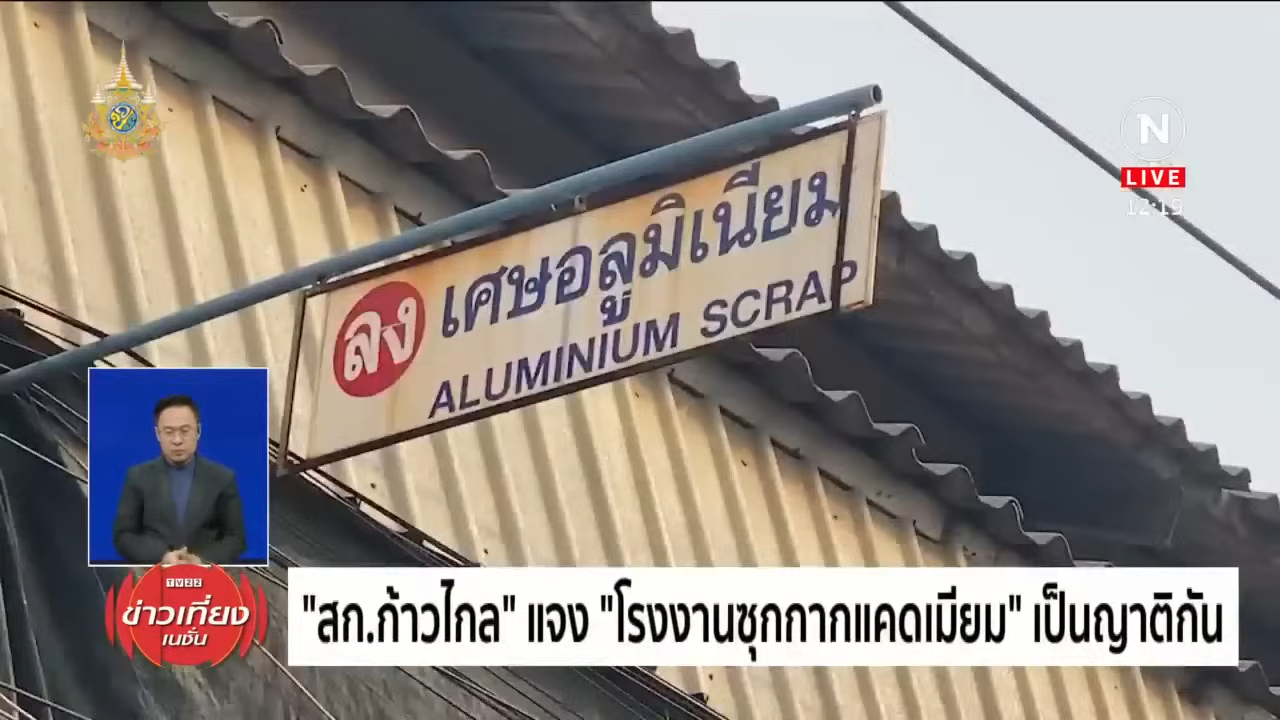 N
LIVE
12:19
ลง เศษอลูมิเนียม
ALUMINIUM SCRAP
TV22
ข่าวเที่ยง
เนชั่น
"สก.ก้าวไกล" แจง "โรงงานซุกกากแคดเมียม" เป็นญาติกัน